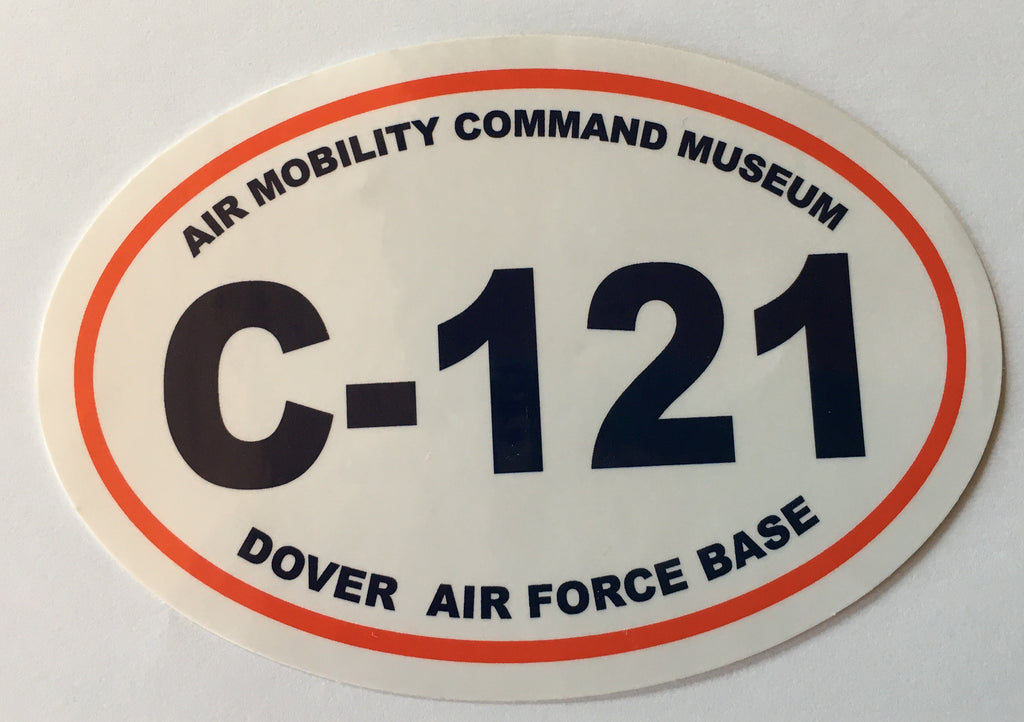 AIR MOBILITY COMMAND MUSEUM
C-121
DOVER AIR FORCE BASE